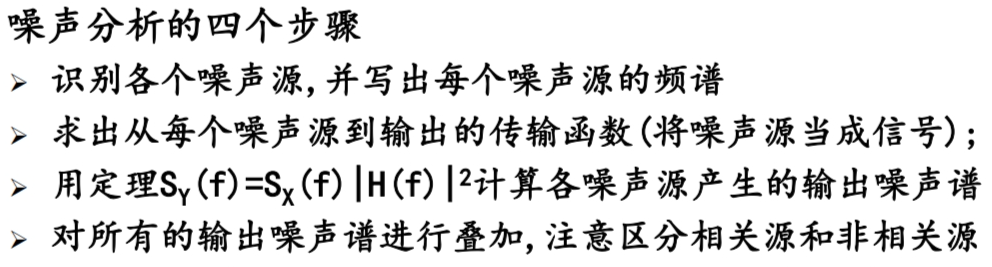 噪声分析的四个步骤
➢ 识别各个噪声源,并写出每个噪声源的频谱
➢ 求出从每个噪声源到输出的传输函数(将噪声源当成信号);
➢ 用定理S_Y(f)=S_X(f)|H(f)|²计算各噪声源产生的输出噪声谱
➢ 对所有的输出噪声谱进行叠加,注意区分相关源和非相关源